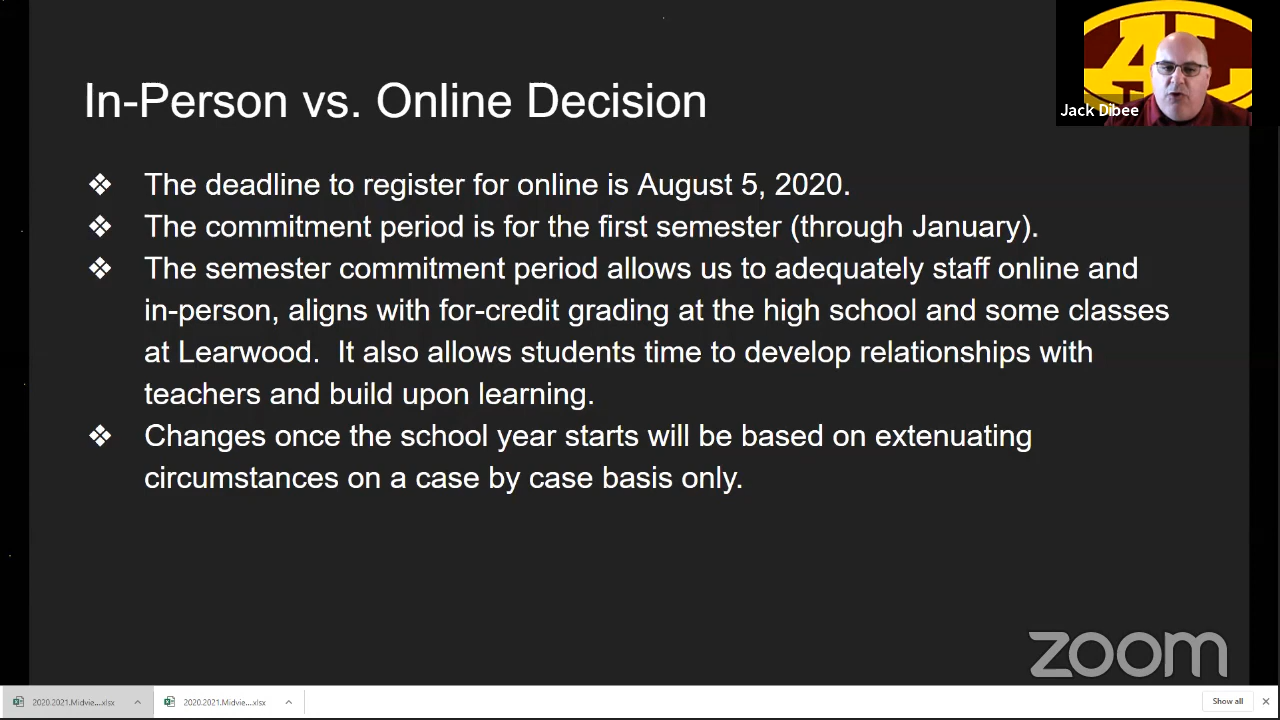 In-Person vs. Online Decision
Jack Dibee
❖ The deadline to register for online is August 5, 2020.
❖ The commitment period is for the first semester (through January).
❖ The semester commitment period allows us to adequately staff online and
in-person, aligns with for-credit grading at the high school and some classes
at Learwood.  It also allows students time to develop relationships with
teachers and build upon learning.
❖ Changes once the school year starts will be based on extenuating
circumstances on a case by case basis only.
zoom
2020.2021.Midvie....xlsx
2020.2021.Midvie....xlsx
Show all